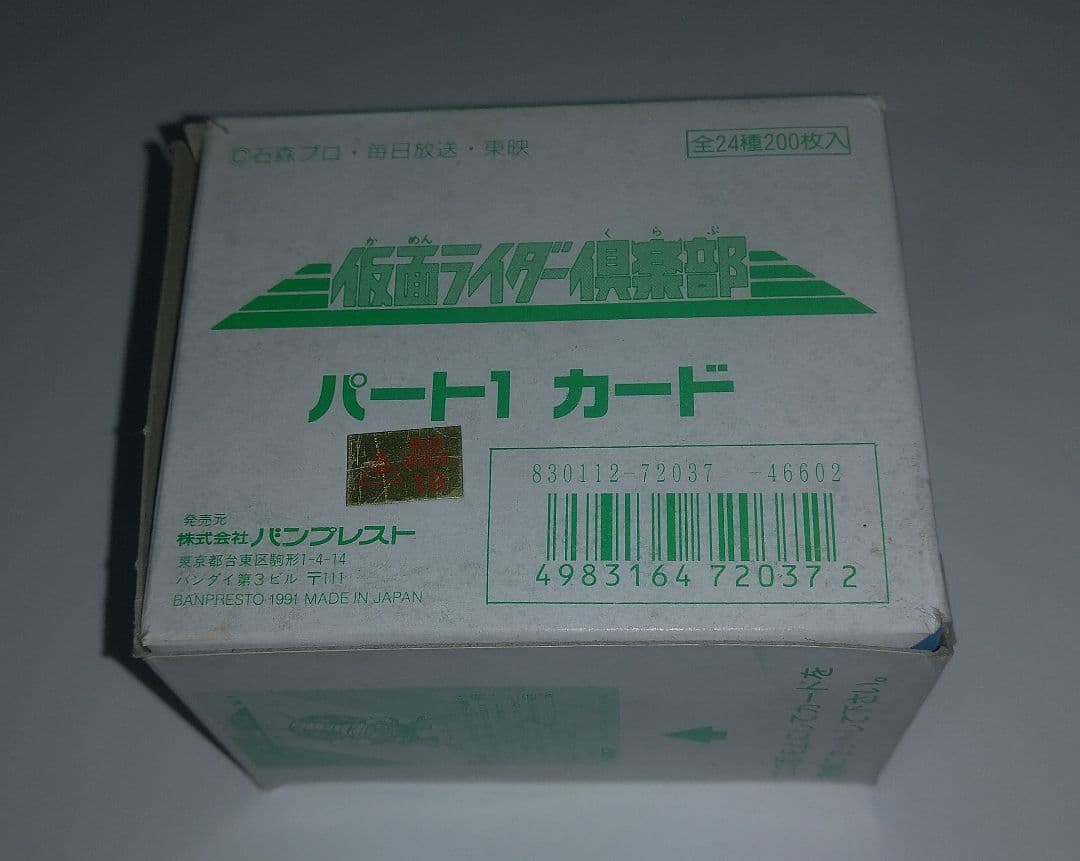 ©石森プロ・毎日放送・東映
全24種200枚入
かめん くらぶ
仮面ライダー倶楽部
パート1 カード
830112-72037 -46602
4983164 72037 2
発売元
株式会社 バンプレスト
東京都台東区駒形1-4-14
バンダイ第3ビル 〒111
BANPRESTO 1991 MADE IN JAPAN